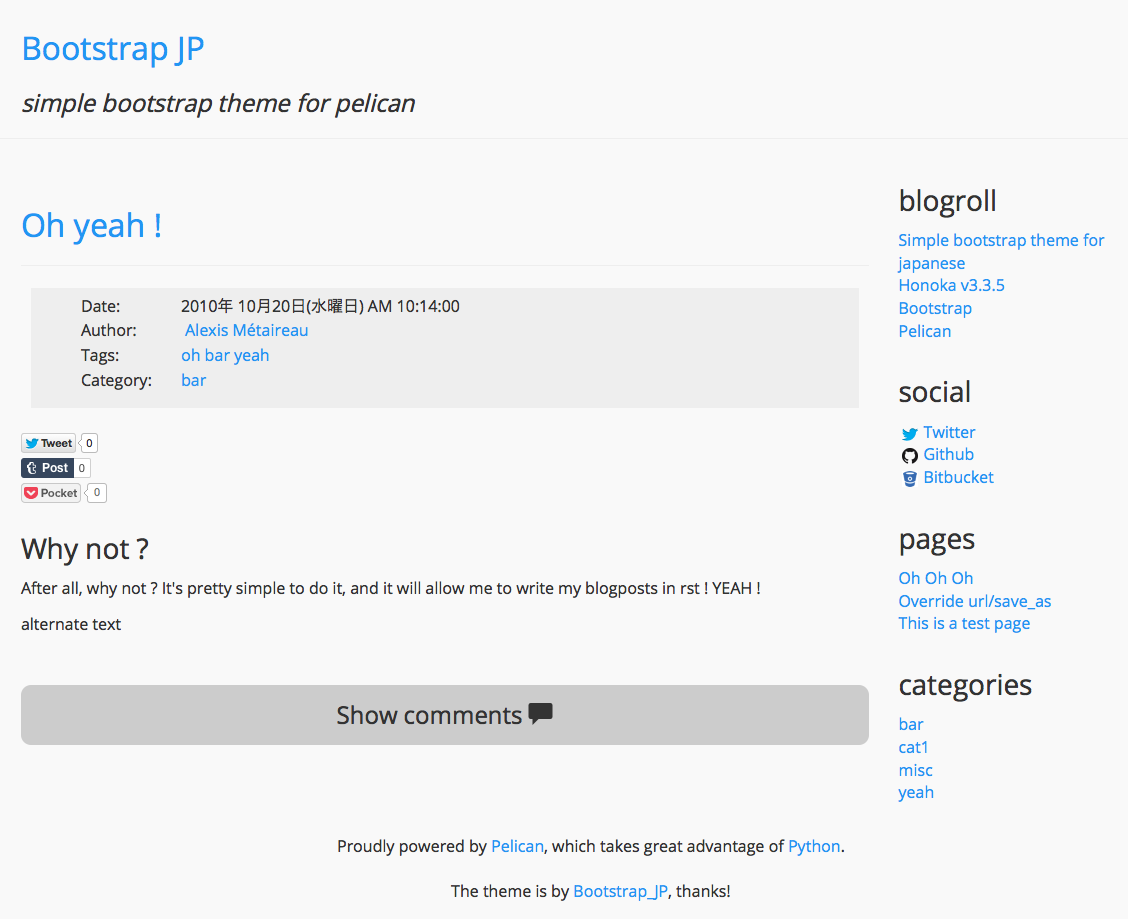 Bootstrap JP
simple bootstrap theme for pelican
Oh yeah !
Date: 2010年 10月20日(水曜日) AM 10:14:00
Author: Alexis Métaireau
Tags: oh bar yeah
Category: bar
Tweet 0
Post 0
Pocket 0
Why not ?
After all, why not ? It's pretty simple to do it, and it will allow me to write my blogposts in rst ! YEAH !
alternate text
Show comments
blogroll
Simple bootstrap theme for
japanese
Honoka v3.3.5
Bootstrap
Pelican
social
Twitter
Github
Bitbucket
pages
Oh Oh Oh
Override url/save_as
This is a test page
categories
bar
cat1
misc
yeah
Proudly powered by Pelican, which takes great advantage of Python.
The theme is by Bootstrap_JP, thanks!